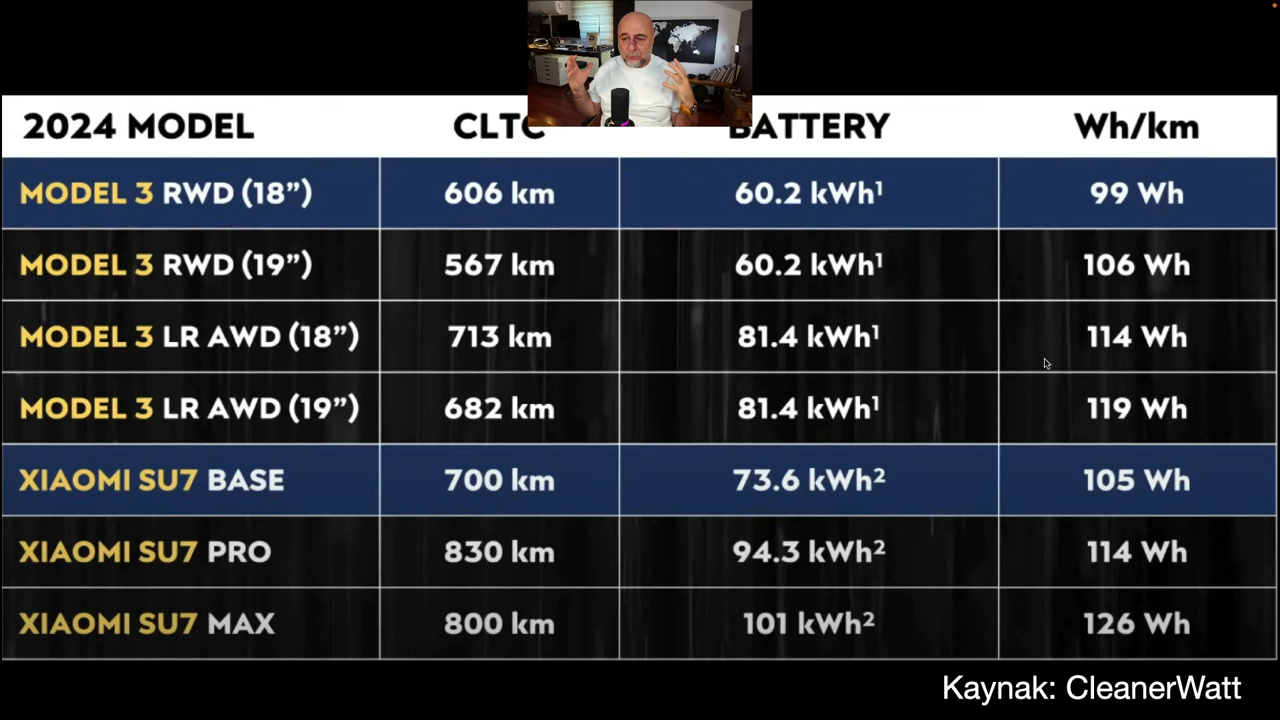 2024 MODEL CLTC BATTERY Wh/km
MODEL 3 RWD (18”) 606 km 60.2 kWh¹ 99 Wh
MODEL 3 RWD (19”) 567 km 60.2 kWh¹ 106 Wh
MODEL 3 LR AWD (18”) 713 km 81.4 kWh¹ 114 Wh
MODEL 3 LR AWD (19”) 682 km 81.4 kWh¹ 119 Wh
XIAOMI SU7 BASE 700 km 73.6 kWh² 105 Wh
XIAOMI SU7 PRO 830 km 94.3 kWh² 114 Wh
XIAOMI SU7 MAX 800 km 101 kWh² 126 Wh
Kaynak: CleanerWatt